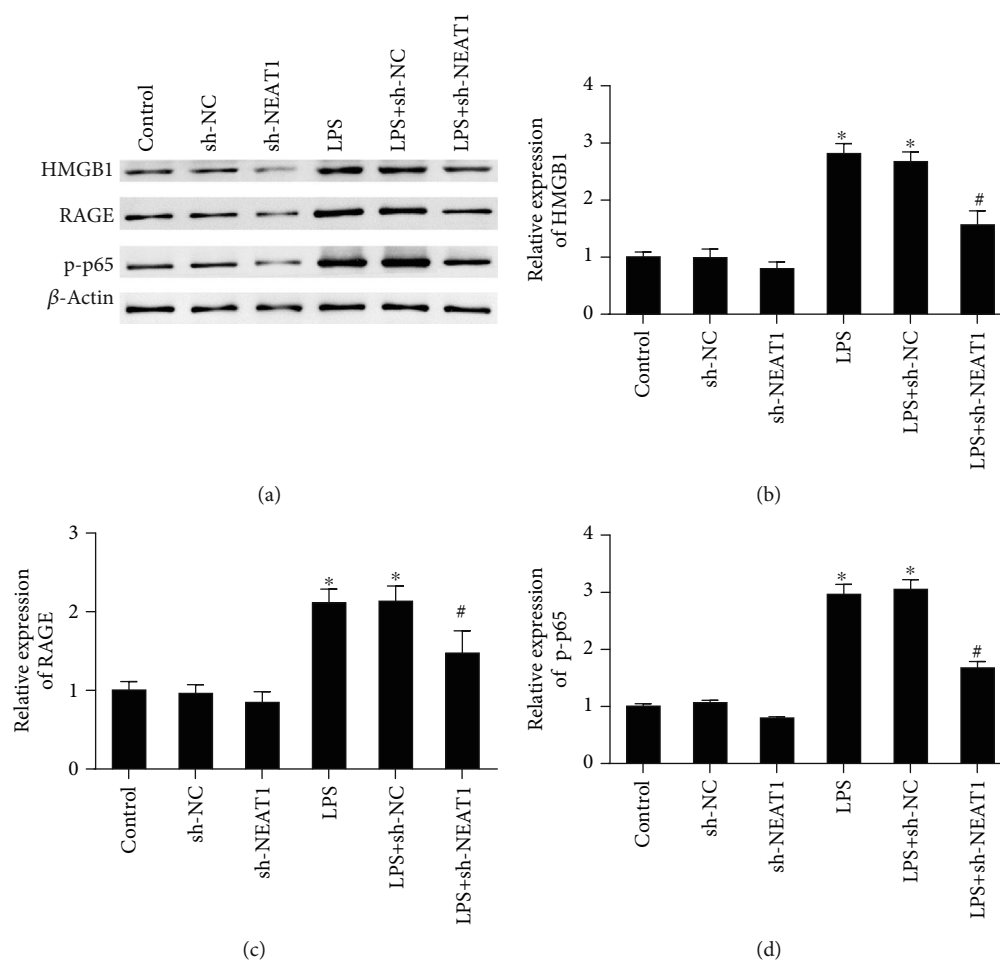 Control
sh-NC
sh-NEAT1
LPS
LPS+sh-NC
LPS+sh-NEAT1
HMGB1
RAGE
p-p65
β-Actin
(a)
Relative expression
of HMGB1
4
3
2
1
0
*
*
#
Control
sh-NC
sh-NEAT1
LPS
LPS+sh-NC
LPS+sh-NEAT1
(b)
Relative expression
of RAGE
3
2
1
0
*
*
#
Control
sh-NC
sh-NEAT1
LPS
LPS+sh-NC
LPS+sh-NEAT1
(c)
Relative expression
of p-p65
4
3
2
1
0
*
*
#
Control
sh-NC
sh-NEAT1
LPS
LPS+sh-NC
LPS+sh-NEAT1
(d)